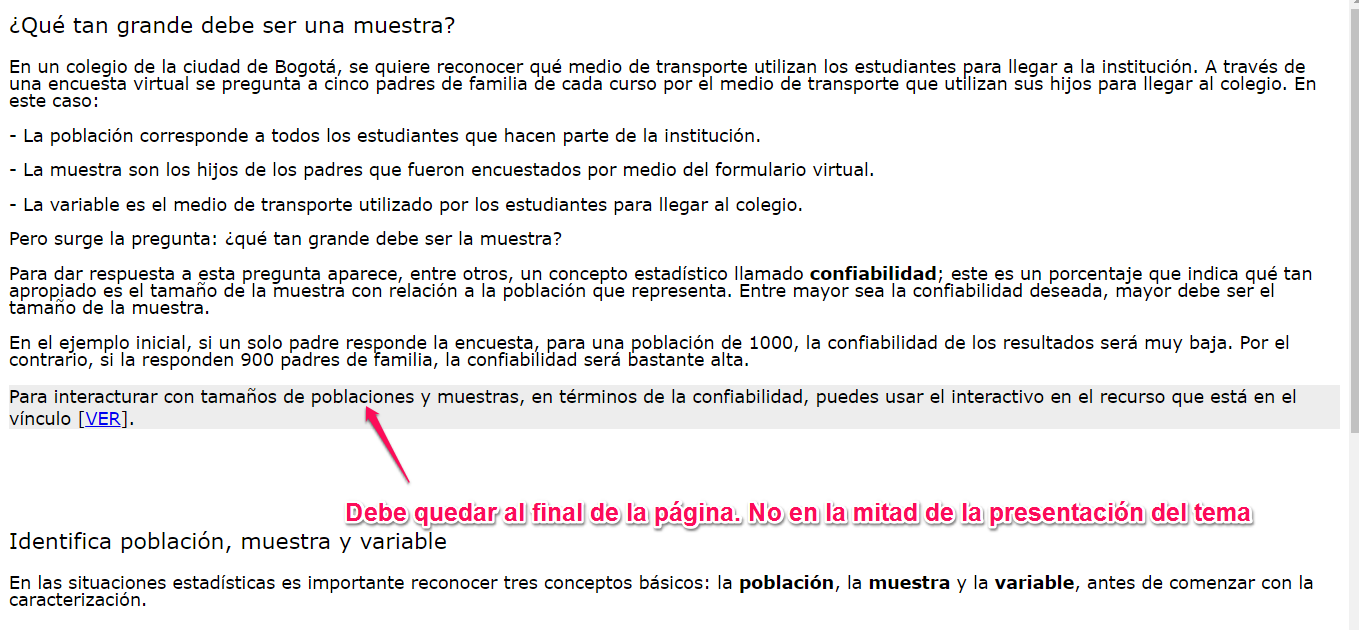 ¿Qué tan grande debe ser una muestra?
En un colegio de la ciudad de Bogotá, se quiere reconocer qué medio de transporte utilizan los estudiantes para llegar a la institución. A través de
una encuesta virtual se pregunta a cinco padres de familia de cada curso por el medio de transporte que utilizan sus hijos para llegar al colegio. En
este caso:
- La población corresponde a todos los estudiantes que hacen parte de la institución.
- La muestra son los hijos de los padres que fueron encuestados por medio del formulario virtual.
- La variable es el medio de transporte utilizado por los estudiantes para llegar al colegio.
Pero surge la pregunta: ¿qué tan grande debe ser la muestra?
Para dar respuesta a esta pregunta aparece, entre otros, un concepto estadístico llamado confiabilidad; este es un porcentaje que indica qué tan
apropiado es el tamaño de la muestra con relación a la población que representa. Entre mayor sea la confiabilidad deseada, mayor debe ser el
tamaño de la muestra.
En el ejemplo inicial, si un solo padre responde la encuesta, para una población de 1000, la confiabilidad de los resultados será muy baja. Por el
contrario, si la responden 900 padres de familia, la confiabilidad será bastante alta.
Para interacturar con tamaños de poblaciones y muestras, en términos de la confiabilidad, puedes usar el interactivo en el recurso que está en el
vínculo [VER].
Debe quedar al final de la página. No en la mitad de la presentación del tema
Identifica población, muestra y variable
En las situaciones estadísticas es importante reconocer tres conceptos básicos: la población, la muestra y la variable, antes de comenzar con la
caracterización.